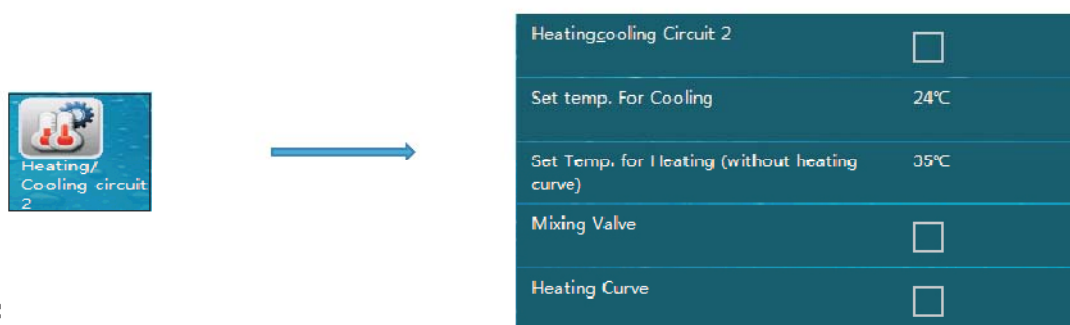 Heating/
Cooling circuit
2
Heatingcooling Circuit 2
Set temp. For Cooling 24℃
Set Temp. for Heating (without heating 35℃
curve)
Mixing Valve
Heating Curve
: